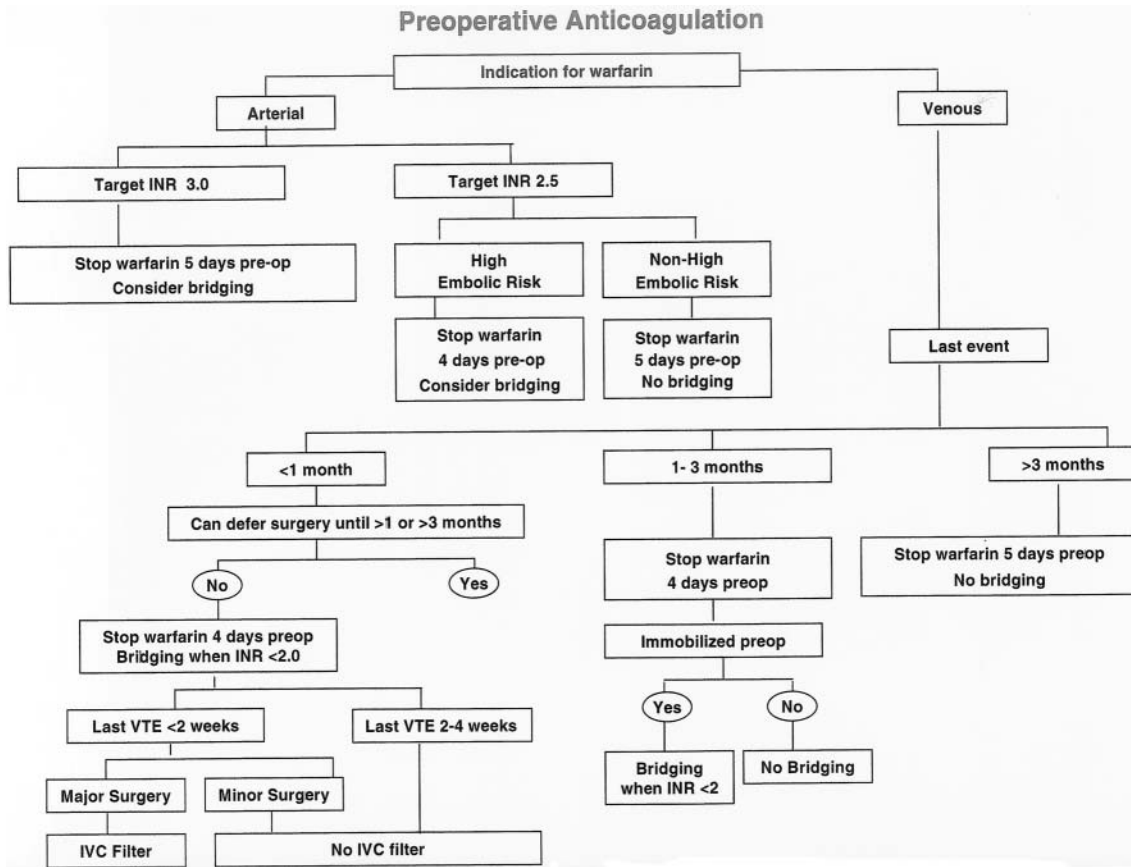 Preoperative Anticoagulation
Indication for warfarin
Arterial
Venous
Target INR 3.0
Target INR 2.5
Stop warfarin 5 days pre-op
Consider bridging
High
Embolic Risk
Non-High
Embolic Risk
Stop warfarin
4 days pre-op
Consider bridging
Stop warfarin
5 days pre-op
No bridging
Last event
<1 month
1- 3 months
>3 months
Can defer surgery until >1 or >3 months
No
Yes
Stop warfarin
4 days preop
Stop warfarin 5 days preop
No bridging
Stop warfarin 4 days preop
Bridging when INR <2.0
Immobilized preop
Yes
No
Last VTE <2 weeks
Last VTE 2-4 weeks
Bridging
when INR <2
No Bridging
Major Surgery
Minor Surgery
IVC Filter
No IVC filter